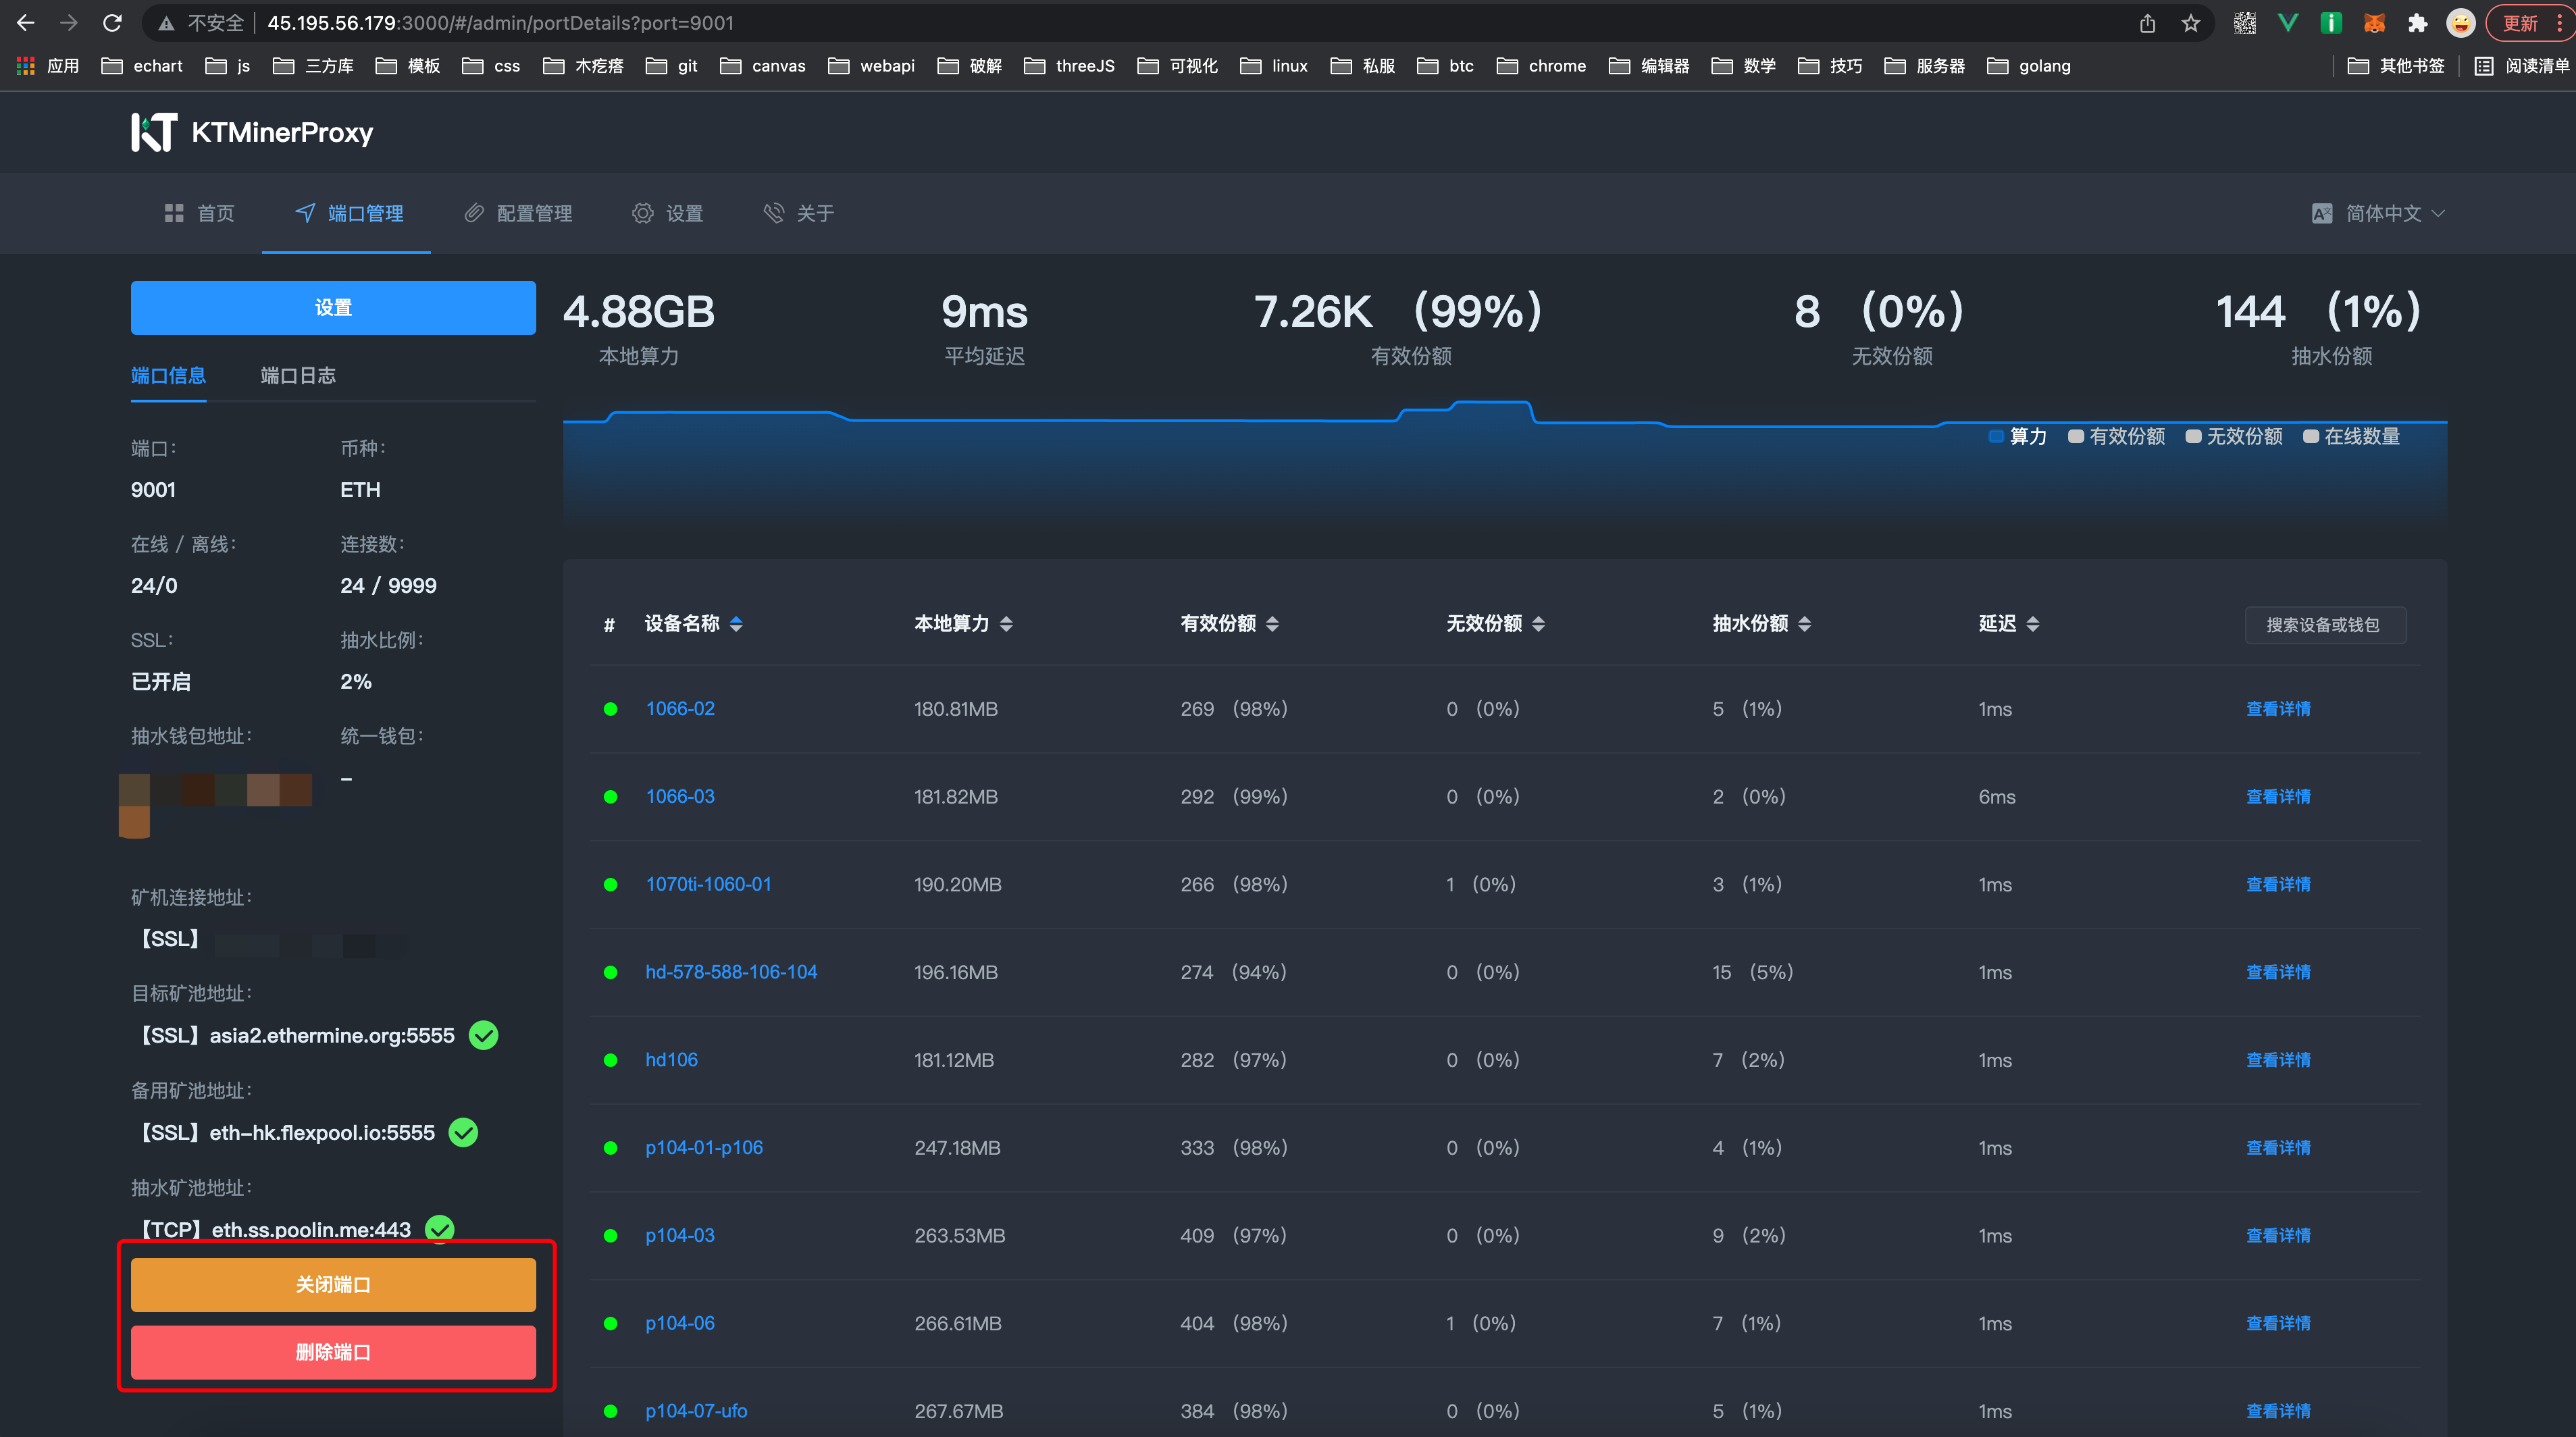 不安全 | 45.195.56.179:3000/#/admin/portDetails?port=9001
更新
应用 echart js 三方库 模板 css 木疙瘩 git canvas webapi 破解 threeJS 可视化 linux 私服 btc chrome 编辑器 数学 技巧 服务器 golang 其他书签 阅读清单
KT KTMinerProxy
首页 端口管理 配置管理 设置 关于 简体中文
设置
端口信息 端口日志
端口: 币种:
9001 ETH
在线 / 离线: 连接数:
24/0 24 / 9999
SSL: 抽水比例:
已开启 2%
抽水钱包地址: 统一钱包:
-
矿机连接地址:
【SSL】
目标矿池地址:
【SSL】asia2.ethermine.org:5555
备用矿池地址:
【SSL】eth-hk.flexpool.io:5555
抽水矿池地址:
【TCP】eth.ss.poolin.me:443
关闭端口
删除端口
4.88GB 9ms 7.26K (99%) 8 (0%) 144 (1%)
本地算力 平均延迟 有效份额 无效份额 抽水份额
算力 有效份额 无效份额 在线数量
# 设备名称 本地算力 有效份额 无效份额 抽水份额 延迟 搜索设备或钱包
1066-02 180.81MB 269 (98%) 0 (0%) 5 (1%) 1ms 查看详情
1066-03 181.82MB 292 (99%) 0 (0%) 2 (0%) 6ms 查看详情
1070ti-1060-01 190.20MB 266 (98%) 1 (0%) 3 (1%) 1ms 查看详情
hd-578-588-106-104 196.16MB 274 (94%) 0 (0%) 15 (5%) 1ms 查看详情
hd106 181.12MB 282 (97%) 0 (0%) 7 (2%) 1ms 查看详情
p104-01-p106 247.18MB 333 (98%) 0 (0%) 4 (1%) 1ms 查看详情
p104-03 263.53MB 409 (97%) 0 (0%) 9 (2%) 1ms 查看详情
p104-06 266.61MB 404 (98%) 1 (0%) 7 (1%) 1ms 查看详情
p104-07-ufo 267.67MB 384 (98%) 0 (0%) 5 (1%) 1ms 查看详情